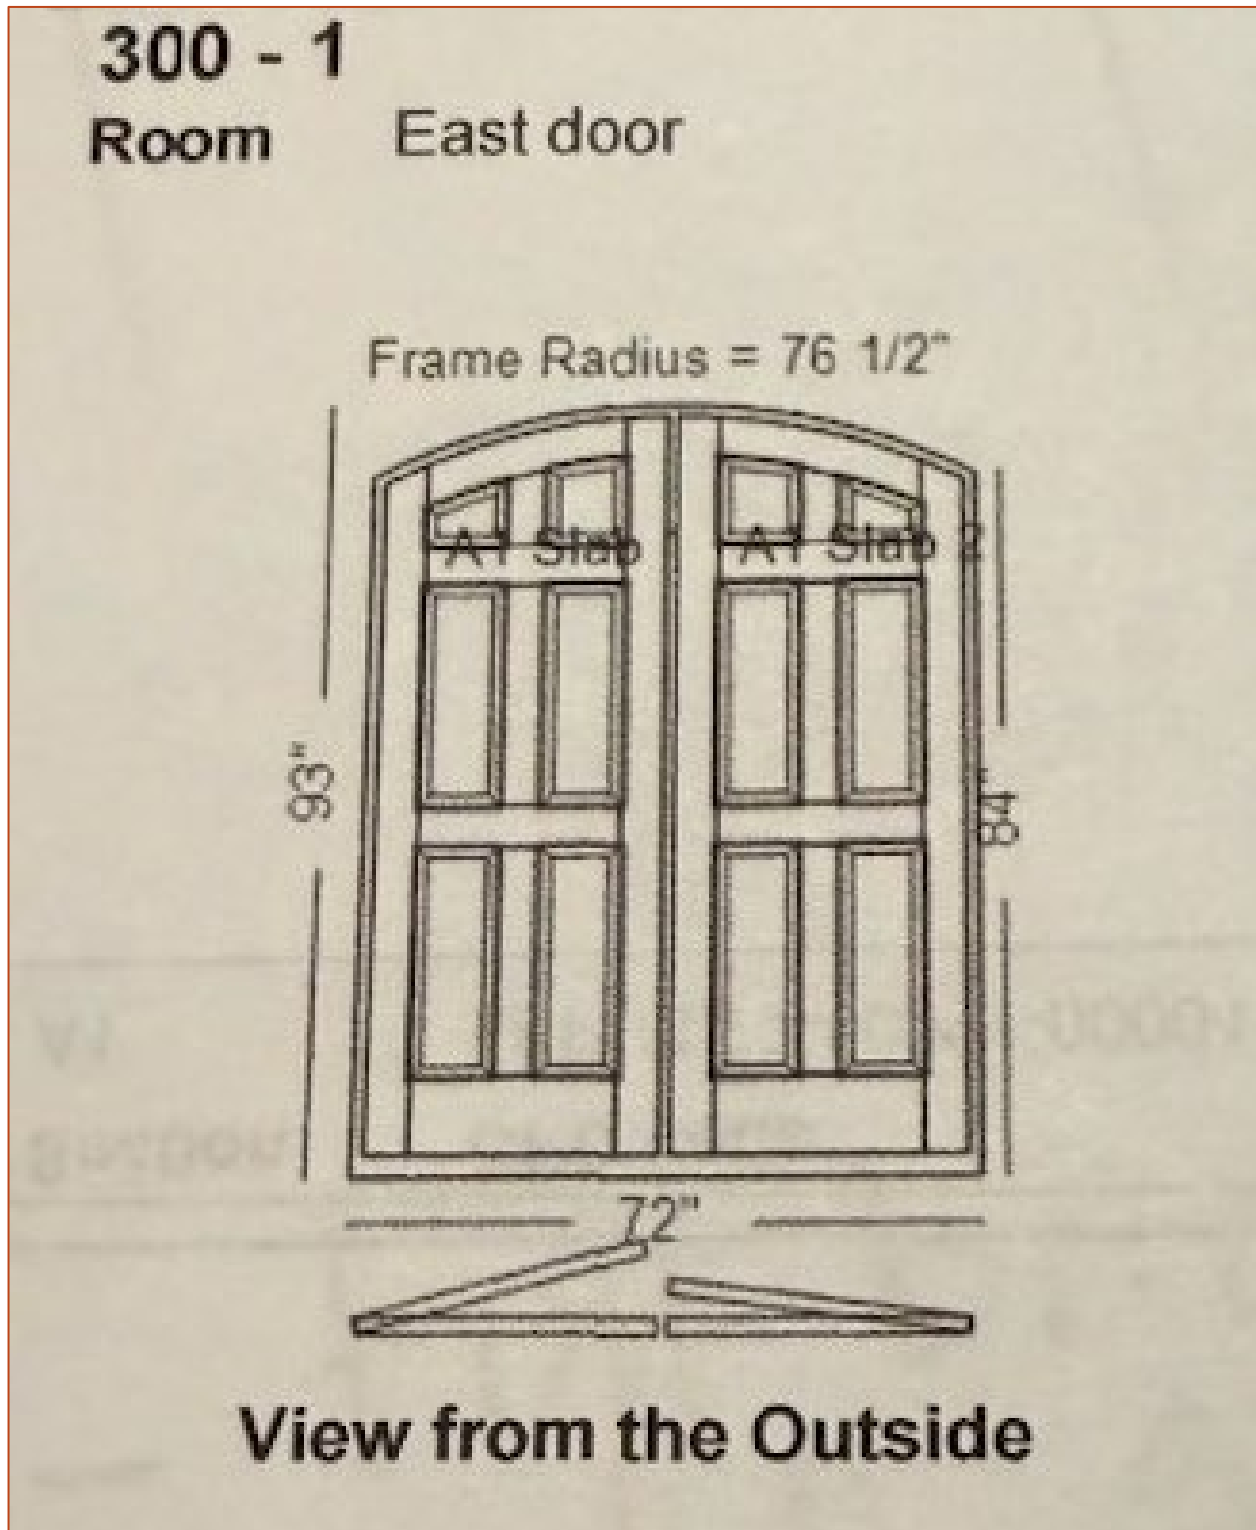 300 - 1
Room East door
Frame Radius = 76 1/2"
A1 Slab A1 Slab 2
93"
84"
72"
View from the Outside